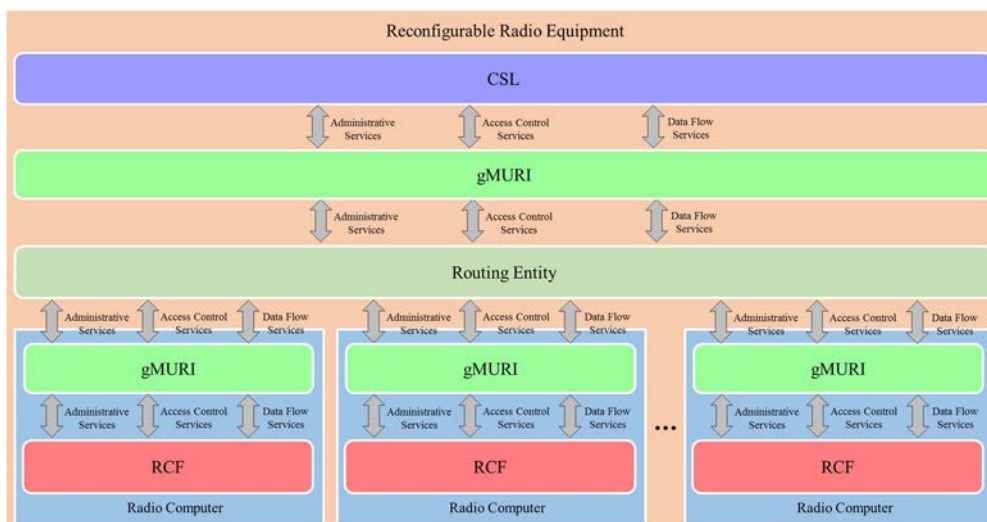 Reconfigurable Radio Equipment
CSL
Administrative
Services
Access Control
Services
Data Flow
Services
gMURI
Administrative
Services
Access Control
Services
Data Flow
Services
Routing Entity
Administrative
Services
Access Control
Services
Data Flow
Services
Administrative
Services
Access Control
Services
Data Flow
Services
Administrative
Services
Access Control
Services
Data Flow
Services
gMURI
gMURI
gMURI
Administrative
Services
Access Control
Services
Data Flow
Services
Administrative
Services
Access Control
Services
Data Flow
Services
...
Administrative
Services
Access Control
Services
Data Flow
Services
RCF
RCF
RCF
Radio Computer
Radio Computer
Radio Computer